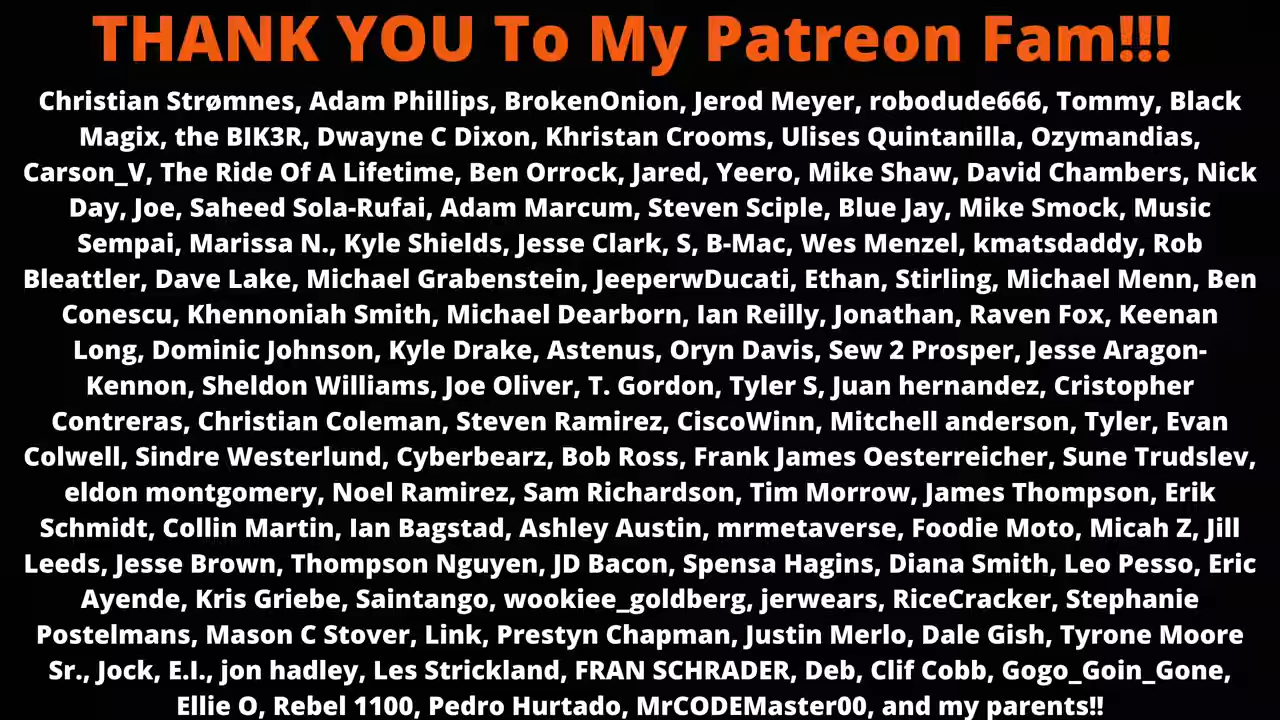 THANK YOU To My Patreon Fam!!!
Christian Strømnes, Adam Phillips, BrokenOnion, Jerod Meyer, robodude666, Tommy, Black
Magix, the BIK3R, Dwayne C Dixon, Khristan Crooms, Ulises Quintanilla, Ozymandias,
Carson_V, The Ride Of A Lifetime, Ben Orrock, Jared, Yeero, Mike Shaw, David Chambers, Nick
Day, Joe, Saheed Sola-Rufai, Adam Marcum, Steven Sciple, Blue Jay, Mike Smock, Music
Sempai, Marissa N., Kyle Shields, Jesse Clark, S, B-Mac, Wes Menzel, kmatsdaddy, Rob
Bleattler, Dave Lake, Michael Grabenstein, JeeperwDucati, Ethan, Stirling, Michael Menn, Ben
Conescu, Khennoniah Smith, Michael Dearborn, Ian Reilly, Jonathan, Raven Fox, Keenan
Long, Dominic Johnson, Kyle Drake, Astenus, Oryn Davis, Sew 2 Prosper, Jesse Aragon-
Kennon, Sheldon Williams, Joe Oliver, T. Gordon, Tyler S, Juan hernandez, Cristopher
Contreras, Christian Coleman, Steven Ramirez, CiscoWinn, Mitchell anderson, Tyler, Evan
Colwell, Sindre Westerlund, Cyberbearz, Bob Ross, Frank James Oesterreicher, Sune Trudslev,
eldon montgomery, Noel Ramirez, Sam Richardson, Tim Morrow, James Thompson, Erik
Schmidt, Collin Martin, Ian Bagstad, Ashley Austin, mrmetaverse, Foodie Moto, Micah Z, Jill
Leeds, Jesse Brown, Thompson Nguyen, JD Bacon, Spensa Hagins, Diana Smith, Leo Pesso, Eric
Ayende, Kris Griebe, Saintango, wookiee_goldberg, jerwears, RiceCracker, Stephanie
Postelmans, Mason C Stover, Link, Prestyn Chapman, Justin Merlo, Dale Gish, Tyrone Moore
Sr., Jock, E.I., jon hadley, Les Strickland, FRAN SCHRADER, Deb, Clif Cobb, Gogo_Goin_Gone,
Ellie O, Rebel 1100, Pedro Hurtado, MrCODEMaster00, and my parents!!